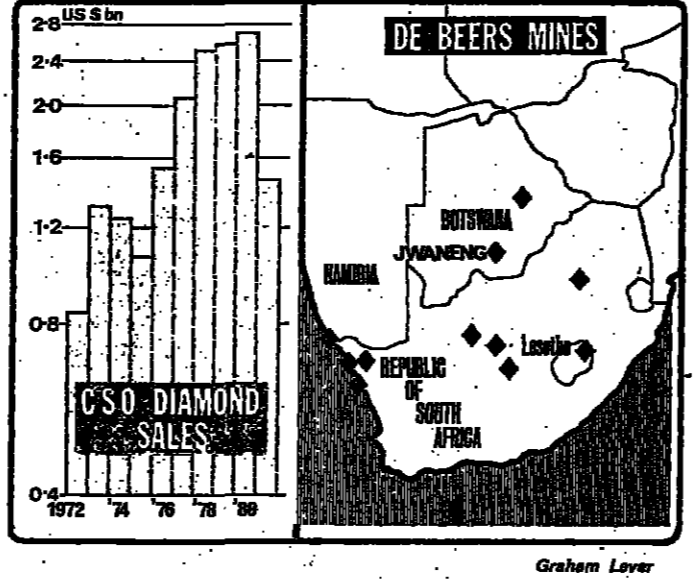 US $ bn
2·8
2·4
2·0
1·6
1·2
0·8
0·4
1972 '74 '76 '78 '80
CSO DIAMOND
SALES
DE BEERS MINES
BOTSWANA
JWANENG
NAMIBIA
Lesotho
REPUBLIC
OF
SOUTH
AFRICA
Graham Lever